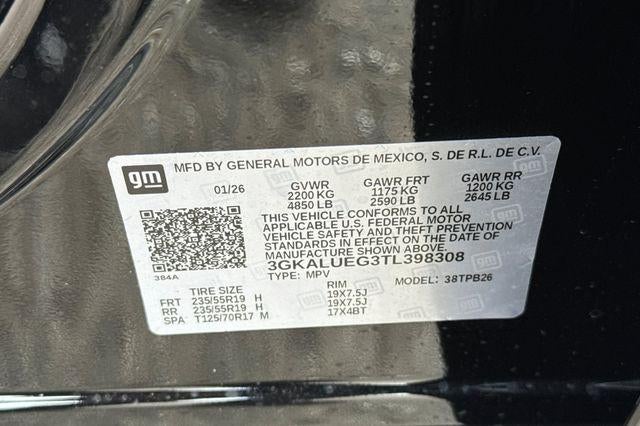 gm
MFD BY GENERAL MOTORS DE MEXICO, S. DE R.L. DE C.V.
01/26 GVWR GAWR FRT GAWR RR
2200 KG 1175 KG 1200 KG
4850 LB 2590 LB 2645 LB
THIS VEHICLE CONFORMS TO ALL
APPLICABLE U.S. FEDERAL MOTOR
VEHICLE SAFETY AND THEFT PREVENTION
STANDARDS IN EFFECT ON THE DATE OF
MANUFACTURE SHOWN ABOVE.
3GKALUEG3TL398308
384A
TYPE: MPV MODEL: 38TPB26
TIRE SIZE RIM
FRT 235/55R19 H 19X7.5J
RR 235/55R19 H 19X7.5J
SPA T125/70R17 M 17X4BT